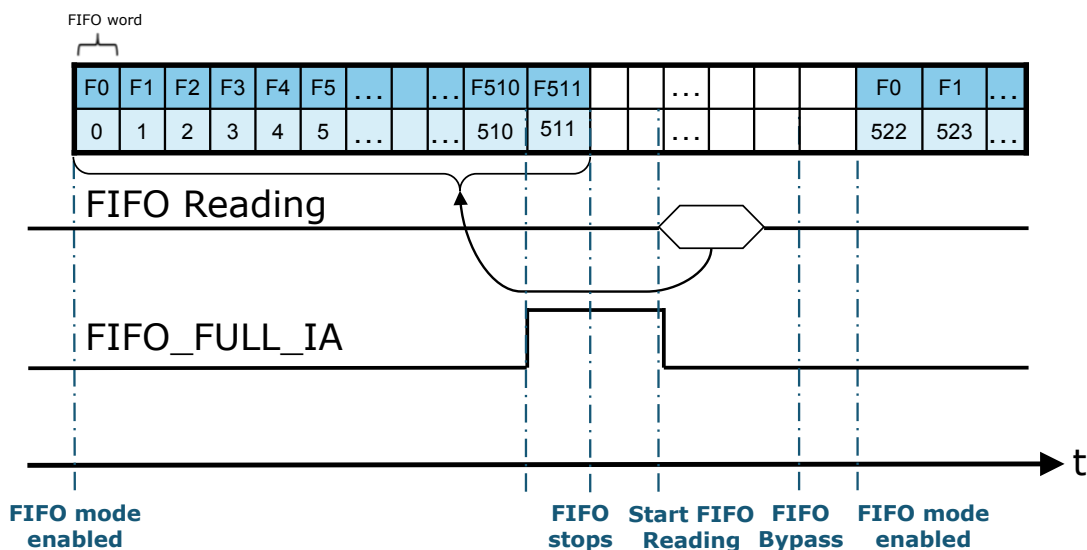 FIFO word
F0 F1 F2 F3 F4 F5 ... ... F510 F511 ... F0 F1 ...
0 1 2 3 4 5 ... ... 510 511 ... 522 523 ...
FIFO Reading
FIFO_FULL_IA
t
FIFO mode enabled
FIFO stops
Start FIFO Reading
FIFO Bypass
FIFO mode enabled